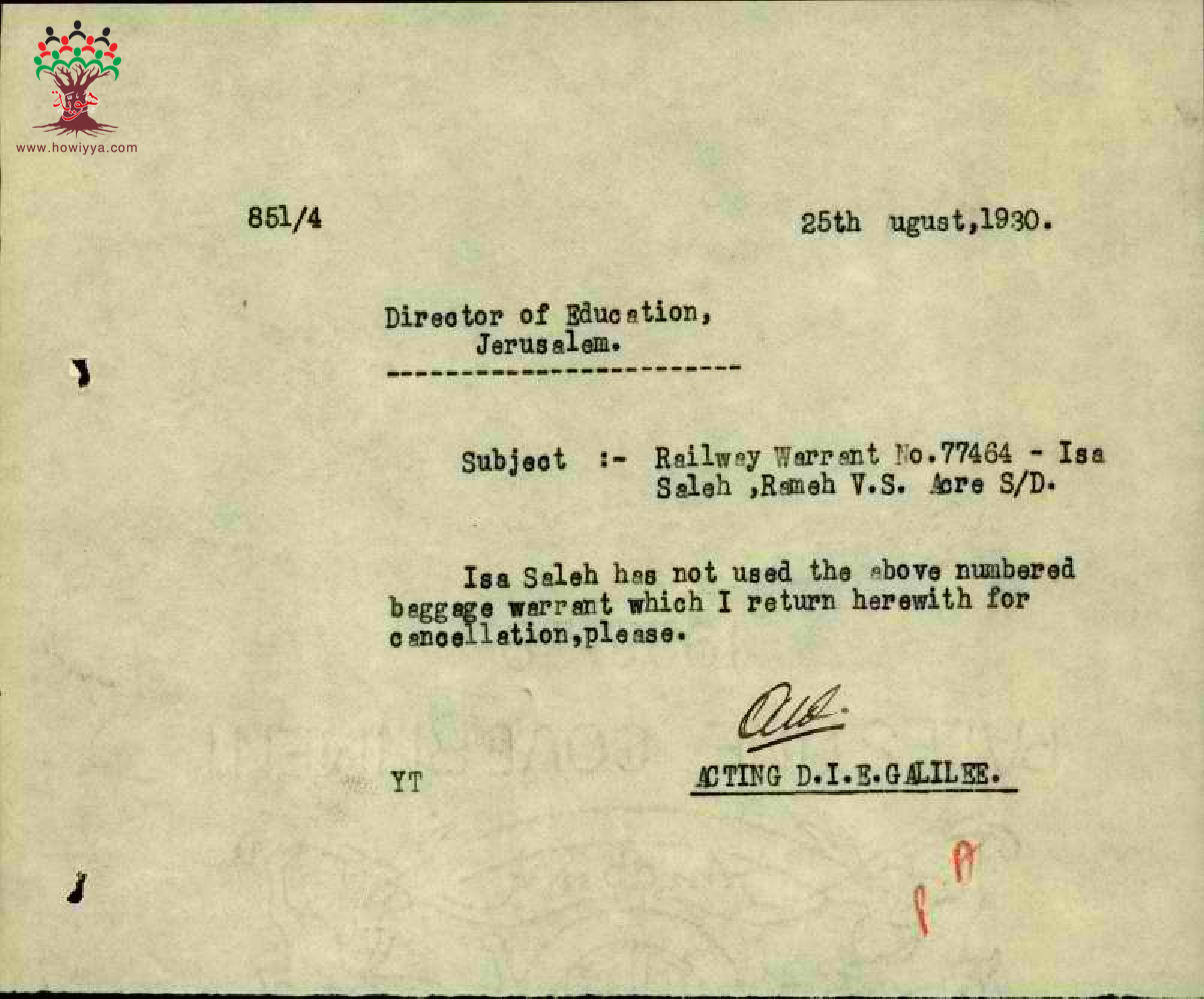 هوية
www.howiyya.com
851/4
25th ugust,1930.
Director of Education,
Jerusalem.
------------------------
Subject :- Railway Warrant No.77464 - Isa
Saleh ,Rameh V.S. Acre S/D.
Isa Saleh has not used the above numbered
baggage warrant which I return herewith for
cancellation,please.
ACTING D.I.E.GALILEE.
YT